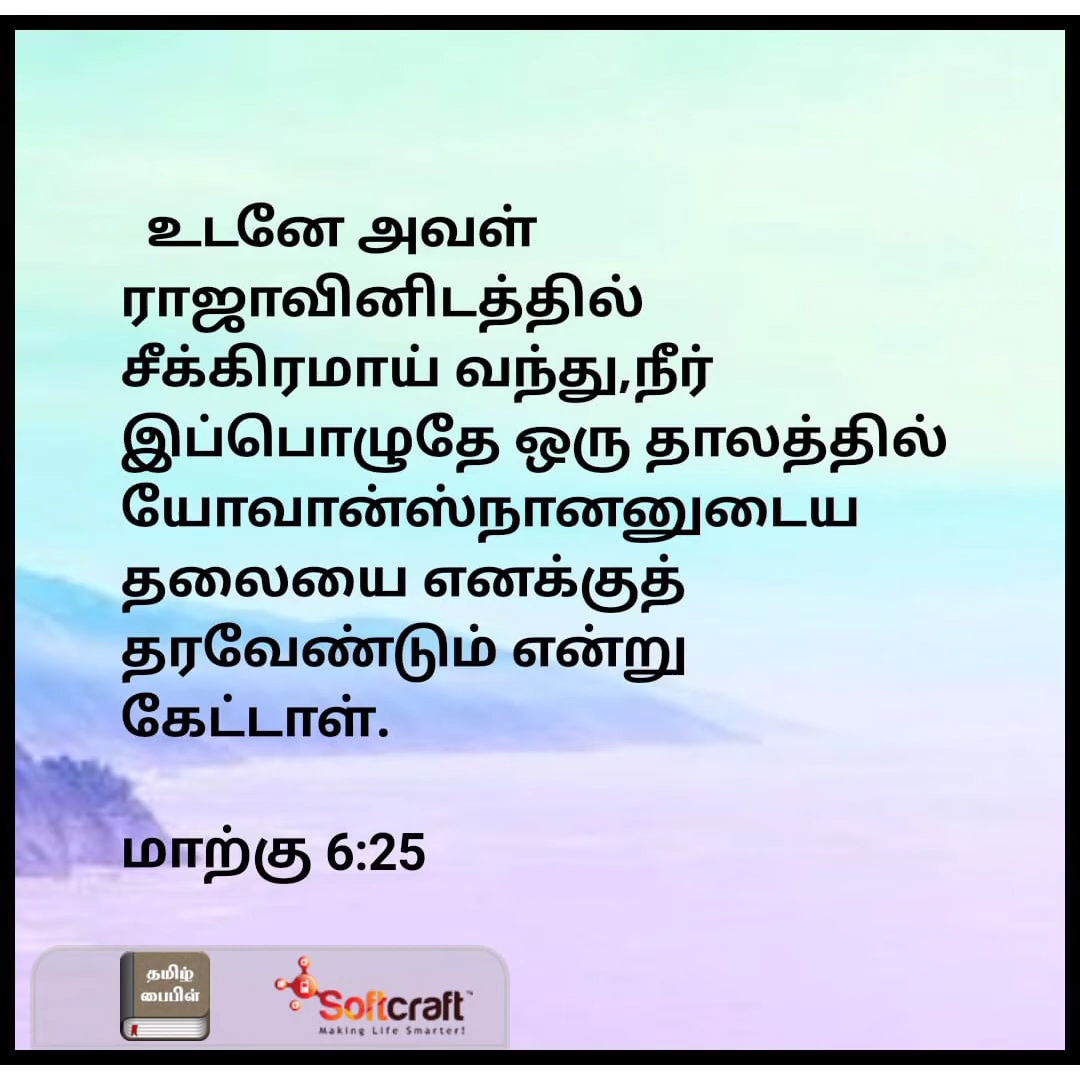 உடனே அவள்
ராஜாவினிடத்தில்
சீக்கிரமாய் வந்து,நீர்
இப்பொழுதே ஒரு தாலத்தில்
யோவான்ஸ்நானனுடைய
தலையை எனக்குத்
தரவேண்டும் என்று
கேட்டாள்.
மாற்கு 6:25
தமிழ்
பைபிள்
Softcraft™
Making Life Smarter!